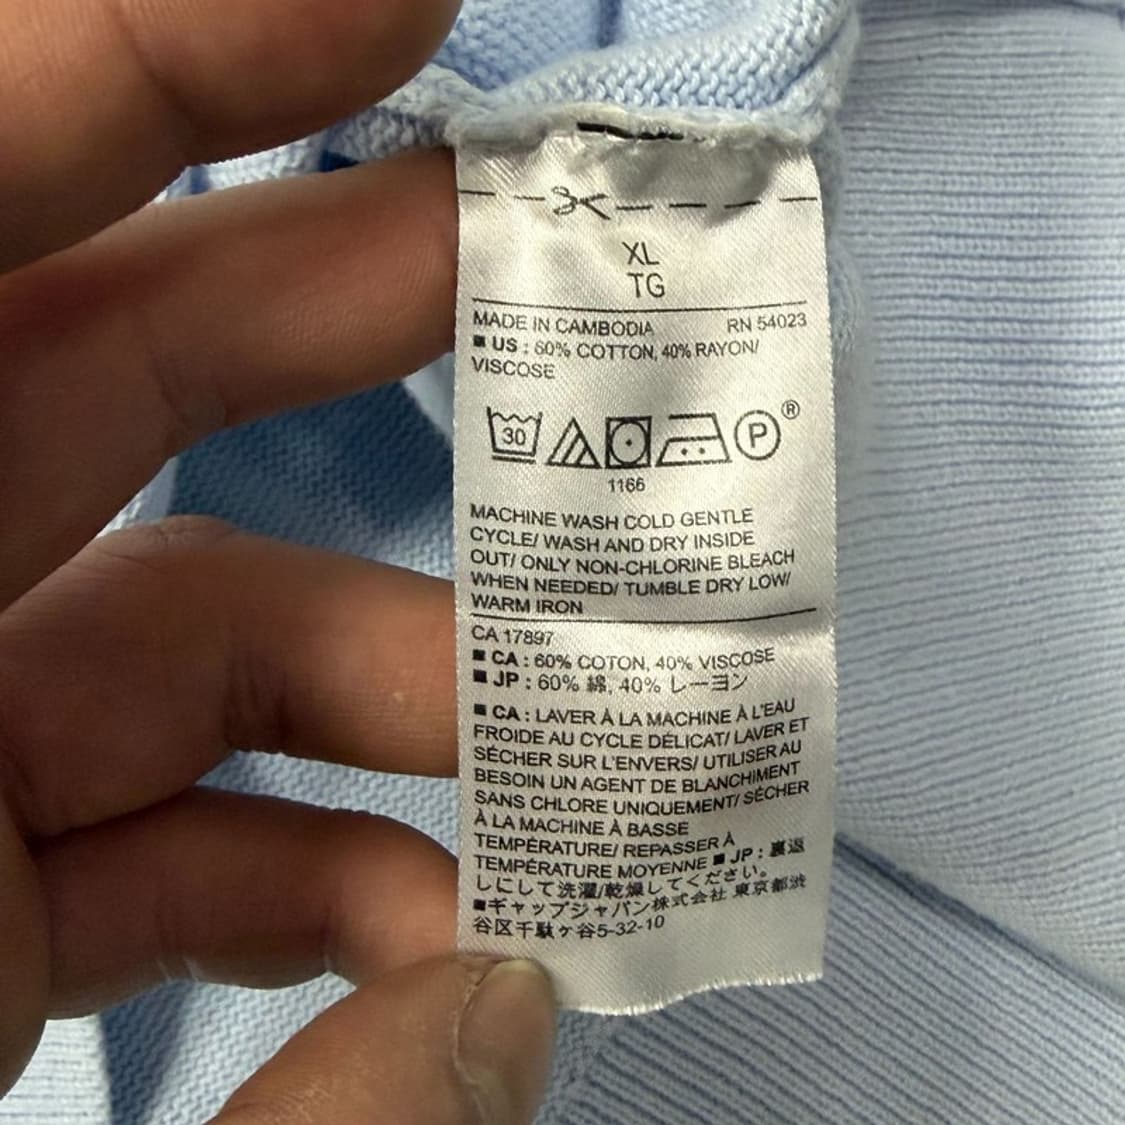 XL
TG
MADE IN CAMBODIA RN 54023
■ US : 60% COTTON, 40% RAYON/
VISCOSE
30 P ®
1166
MACHINE WASH COLD GENTLE
CYCLE/ WASH AND DRY INSIDE
OUT/ ONLY NON-CHLORINE BLEACH
WHEN NEEDED/ TUMBLE DRY LOW/
WARM IRON
CA 17897
■ CA : 60% COTON, 40% VISCOSE
■ JP : 60% 綿, 40% レーヨン
■ CA : LAVER À LA MACHINE À L'EAU
FROIDE AU CYCLE DÉLICAT/ LAVER ET
SÉCHER SUR L'ENVERS/ UTILISER AU
BESOIN UN AGENT DE BLANCHIMENT
SANS CHLORE UNIQUEMENT/ SÉCHER
À LA MACHINE À BASSE
TEMPÉRATURE/ REPASSER À
TEMPÉRATURE MOYENNE ■ JP : 裏返
しにして洗濯/乾燥してください。
■ギャップジャパン株式会社 東京都渋
谷区千駄ケ谷5-32-10